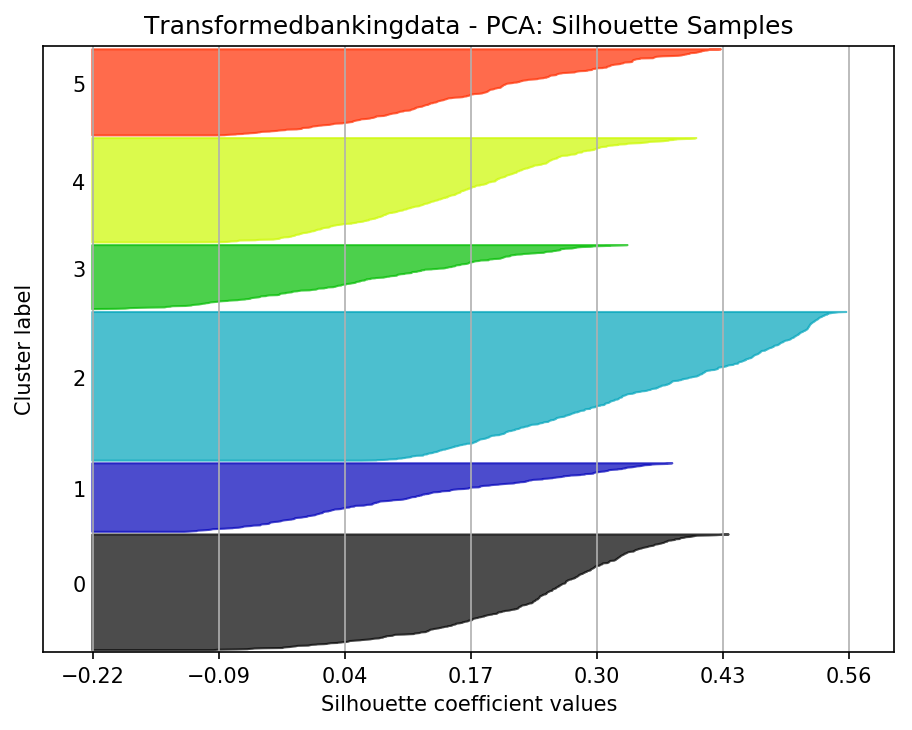 Transformedbankingdata - PCA: Silhouette Samples
5
4
3
2
1
0
Cluster label
−0.22 −0.09 0.04 0.17 0.30 0.43 0.56
Silhouette coefficient values